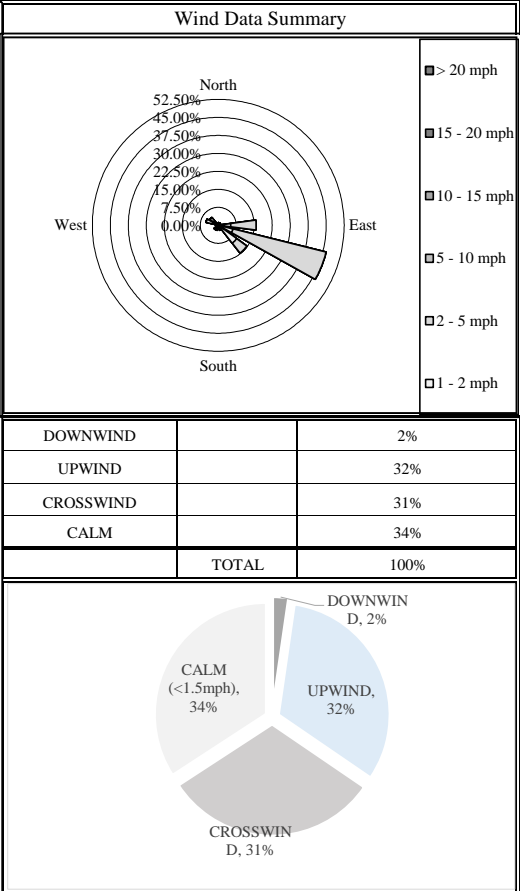 Wind Data Summary
North
52.50%
45.00%
37.50%
30.00%
22.50%
15.00%
7.50%
0.00%
West
East
South
> 20 mph
15 - 20 mph
10 - 15 mph
5 - 10 mph
2 - 5 mph
1 - 2 mph
DOWNWIND 2%
UPWIND 32%
CROSSWIND 31%
CALM 34%
TOTAL 100%
DOWNWIN
D, 2%
CALM
(<1.5mph),
34%
UPWIND,
32%
CROSSWIN
D, 31%